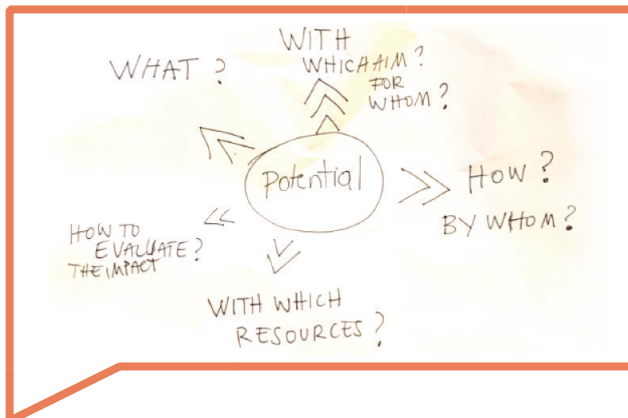 WHAT?
WITH
WHICH AIM?
FOR
WHOM?
Potential
HOW?
BY WHOM?
HOW TO
EVALUATE?
THE IMPACT
WITH WHICH
RESOURCES?